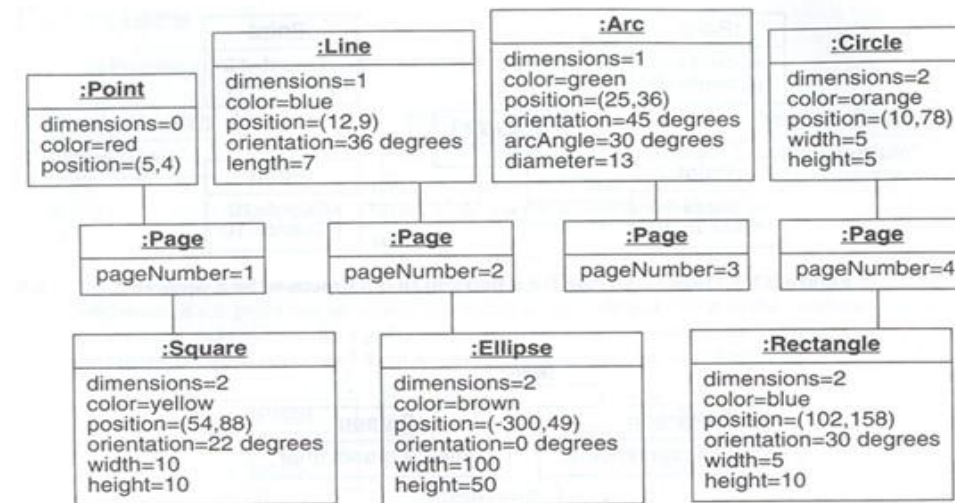 :Point
dimensions=0
color=red
position=(5,4)
:Line
dimensions=1
color=blue
position=(12,9)
orientation=36 degrees
length=7
:Arc
dimensions=1
color=green
position=(25,36)
orientation=45 degrees
arcAngle=30 degrees
diameter=13
:Circle
dimensions=2
color=orange
position=(10,78)
width=5
height=5
:Page
pageNumber=1
:Page
pageNumber=2
:Page
pageNumber=3
:Page
pageNumber=4
:Square
dimensions=2
color=yellow
position=(54,88)
orientation=22 degrees
width=10
height=10
:Ellipse
dimensions=2
color=brown
position=(-300,49)
orientation=0 degrees
width=100
height=50
:Rectangle
dimensions=2
color=blue
position=(102,158)
orientation=30 degrees
width=5
height=10